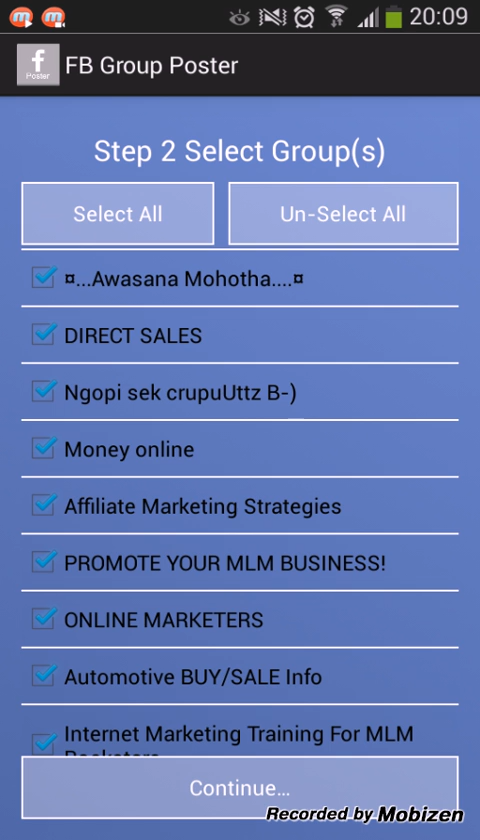 20:09
f
Poster
FB Group Poster
Step 2 Select Group(s)
Select All
Un-Select All
¤...Awasana Mohotha....¤
DIRECT SALES
Ngopi sek crupuUttz B-)
Money online
Affiliate Marketing Strategies
PROMOTE YOUR MLM BUSINESS!
ONLINE MARKETERS
Automotive BUY/SALE Info
Internet Marketing Training For MLM
Continue...
Recorded by Mobizen